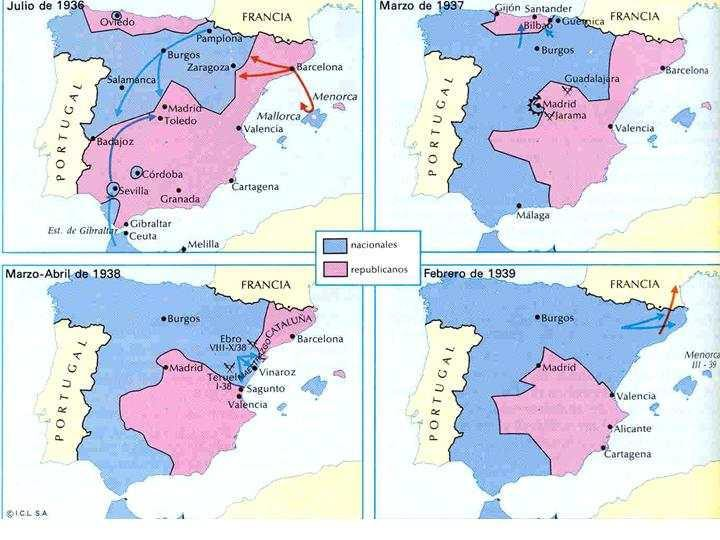 Julio de 1936
FRANCIA
Oviedo
Pamplona
Burgos
Zaragoza
Barcelona
Salamanca
Menorca
Mallorca
Madrid
Toledo
Valencia
PORTUGAL
Badajoz
Córdoba
Sevilla
Cartagena
Granada
Est. de Gibraltar
Gibraltar
Ceuta
Melilla
Marzo de 1937
Gijón Santander
FRANCIA
Bilbao
Guernica
Burgos
Guadalajara
Barcelona
Madrid
Jarama
PORTUGAL
Valencia
Málaga
nacionales
republicanos
Marzo-Abril de 1938
FRANCIA
Burgos
CATALUÑA
Ebro
VIII-X/38
Barcelona
MAESTRAZGO
Madrid
Teruel
I-38
Vinaroz
Sagunto
Valencia
PORTUGAL
© I.C.L. S.A.
Febrero de 1939
FRANCIA
Burgos
Menorca
III - 39
Madrid
PORTUGAL
Valencia
Alicante
Cartagena